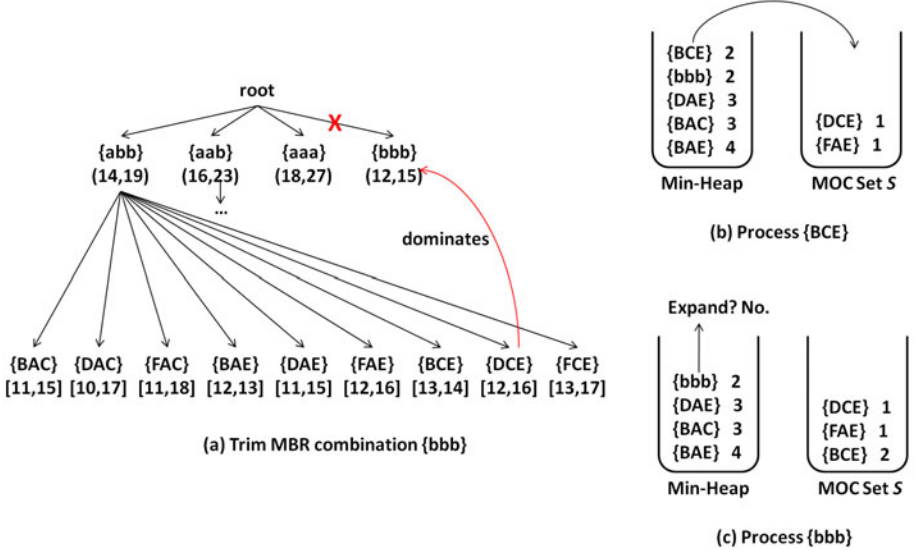 root
X
{abb} {aab} {aaa} {bbb}
(14,19) (16,23) (18,27) (12,15)
...
dominates
{BAC} {DAC} {FAC} {BAE} {DAE} {FAE} {BCE} {DCE} {FCE}
[11,15] [10,17] [11,18] [12,13] [11,15] [12,16] [13,14] [12,16] [13,17]
(a) Trim MBR combination {bbb}
{BCE} 2
{bbb} 2
{DAE} 3
{BAC} 3
{BAE} 4
Min-Heap
{DCE} 1
{FAE} 1
MOC Set S
(b) Process {BCE}
Expand? No.
{bbb} 2
{DAE} 3
{BAC} 3
{BAE} 4
Min-Heap
{DCE} 1
{FAE} 1
{BCE} 2
MOC Set S
(c) Process {bbb}